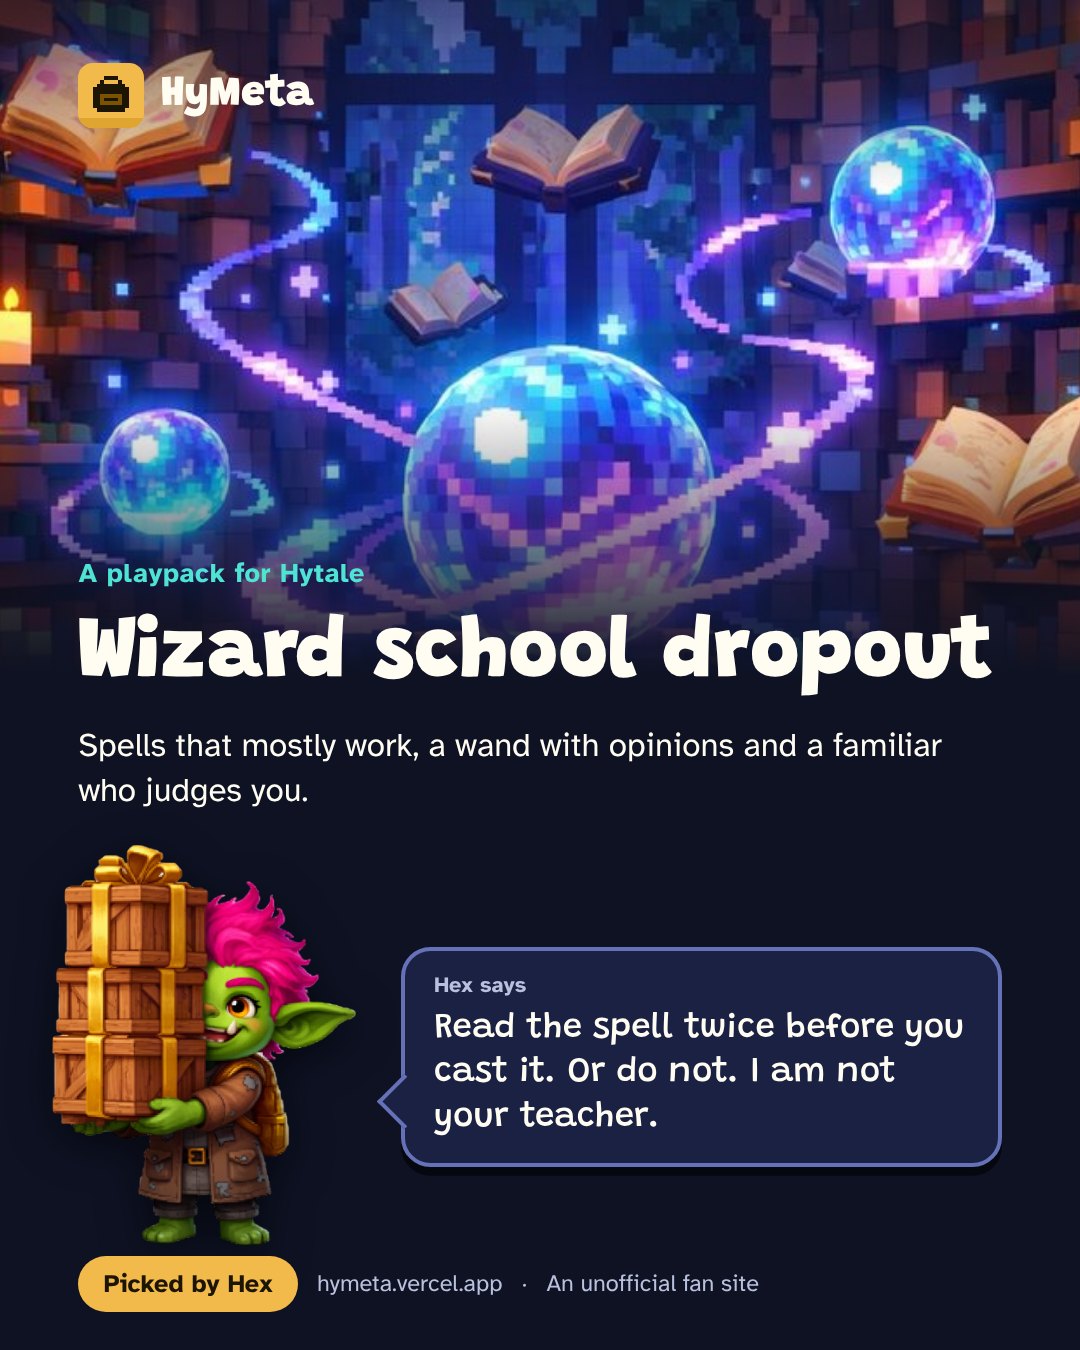 HyMeta
A playpack for Hytale
Wizard school dropout
Spells that mostly work, a wand with opinions and a familiar
who judges you.
Hex says
Read the spell twice before you
cast it. Or do not. I am not
your teacher.
Picked by Hex
hymeta.vercel.app · An unofficial fan site